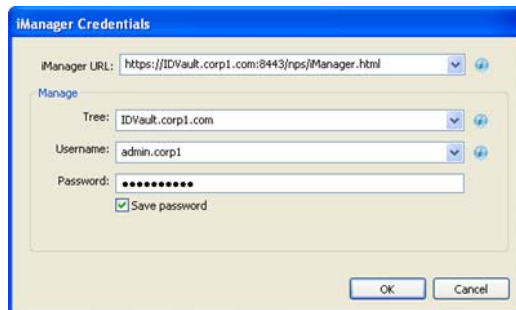 iManager Credentials
iManager URL: https://IDVault.corp1.com:8443/nps/iManager.html
Manage
Tree: IDVault.corp1.com
Username: admin.corp1
Password: ●●●●●●●●●●
Save password
OK Cancel